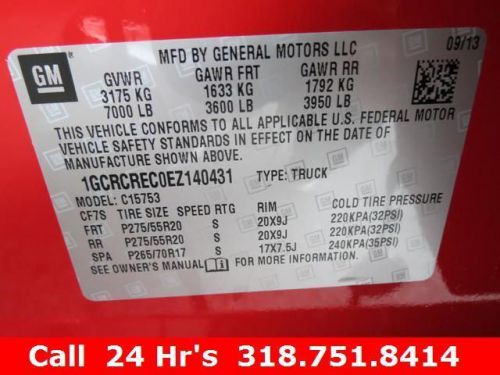 GM
MFD BY GENERAL MOTORS LLC
09/13
GVWR GAWR FRT GAWR RR
3175 KG 1633 KG 1792 KG
7000 LB 3600 LB 3950 LB
THIS VEHICLE CONFORMS TO ALL APPLICABLE U.S. FEDERAL MOTOR
VEHICLE SAFETY STANDARDS IN EFFECT ON THE DATE OF
MANUFACTURE SHOWN ABOVE.
1GCRCREC0EZ140431 TYPE: TRUCK
MODEL: C15753
CF7S TIRE SIZE SPEED RIM COLD TIRE PRESSURE
FRT P275/55R20 S 20X9J 220KPA(32PSI)
RR P275/55R20 S 20X9J 220KPA(32PSI)
SPA P265/70R17 S 17X7.5J 240KPA(35PSI)
SEE OWNER'S MANUAL FOR MORE INFORMATION.
Call 24 Hr's 318.751.8414